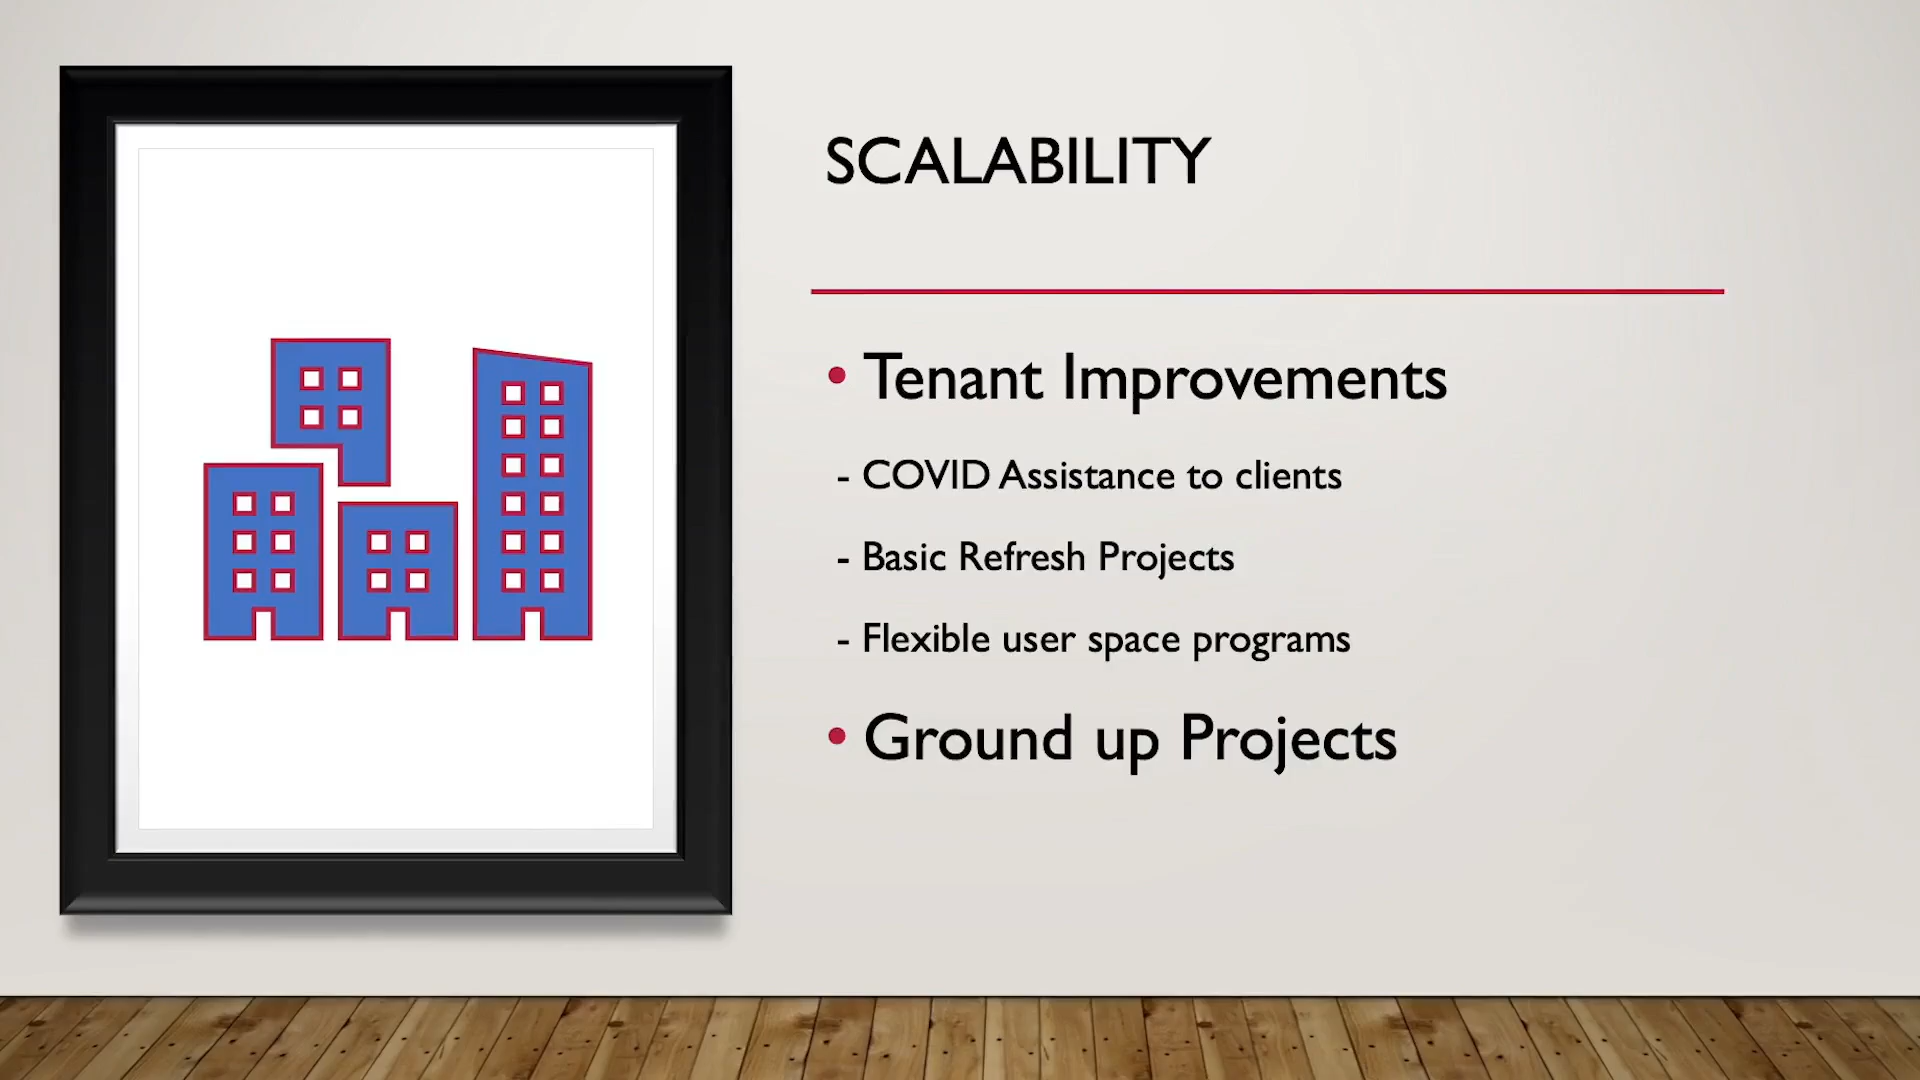 SCALABILITY
• Tenant Improvements
- COVID Assistance to clients
- Basic Refresh Projects
- Flexible user space programs
• Ground up Projects